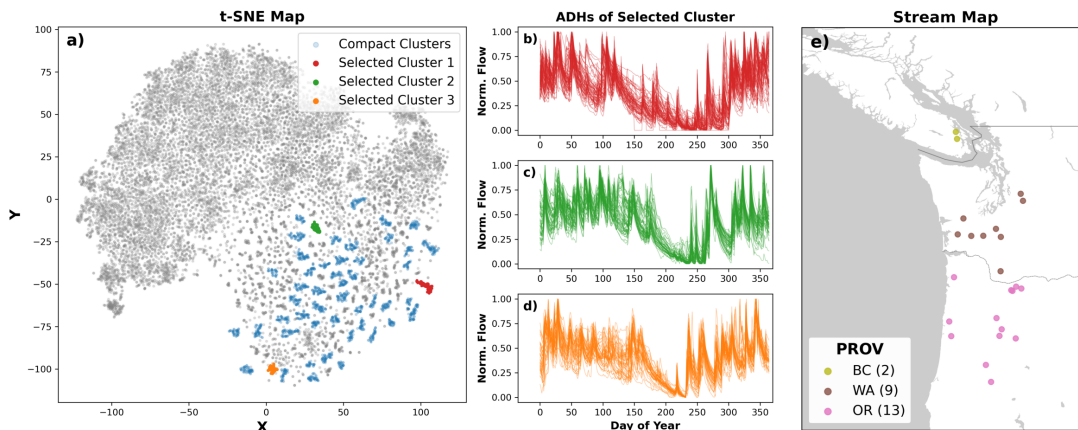 t-SNE Map
a)
Compact Clusters
Selected Cluster 1
Selected Cluster 2
Selected Cluster 3
100
75
50
25
0
−25
−50
−75
−100
Y
−100
−50
0
50
100
X
ADHs of Selected Cluster
b)
Norm. Flow
1.00
0.75
0.50
0.25
0.00
0 50 100 150 200 250 300 350
c)
Norm. Flow
1.00
0.75
0.50
0.25
0.00
0 50 100 150 200 250 300 350
d)
Norm. Flow
1.00
0.75
0.50
0.25
0.00
0 50 100 150 200 250 300 350
Day of Year
Stream Map
e)
PROV
BC (2)
WA (9)
OR (13)